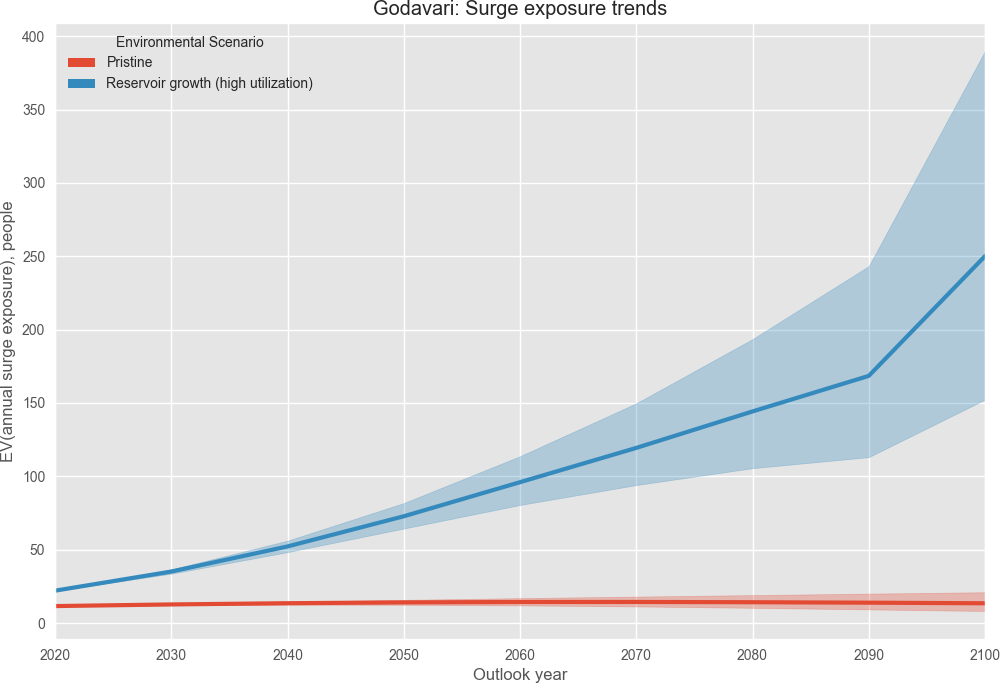 Godavari: Surge exposure trends
Environmental Scenario
Pristine
Reservoir growth (high utilization)
EV(annual surge exposure), people
400
350
300
250
200
150
100
50
0
2020 2030 2040 2050 2060 2070 2080 2090 2100
Outlook year